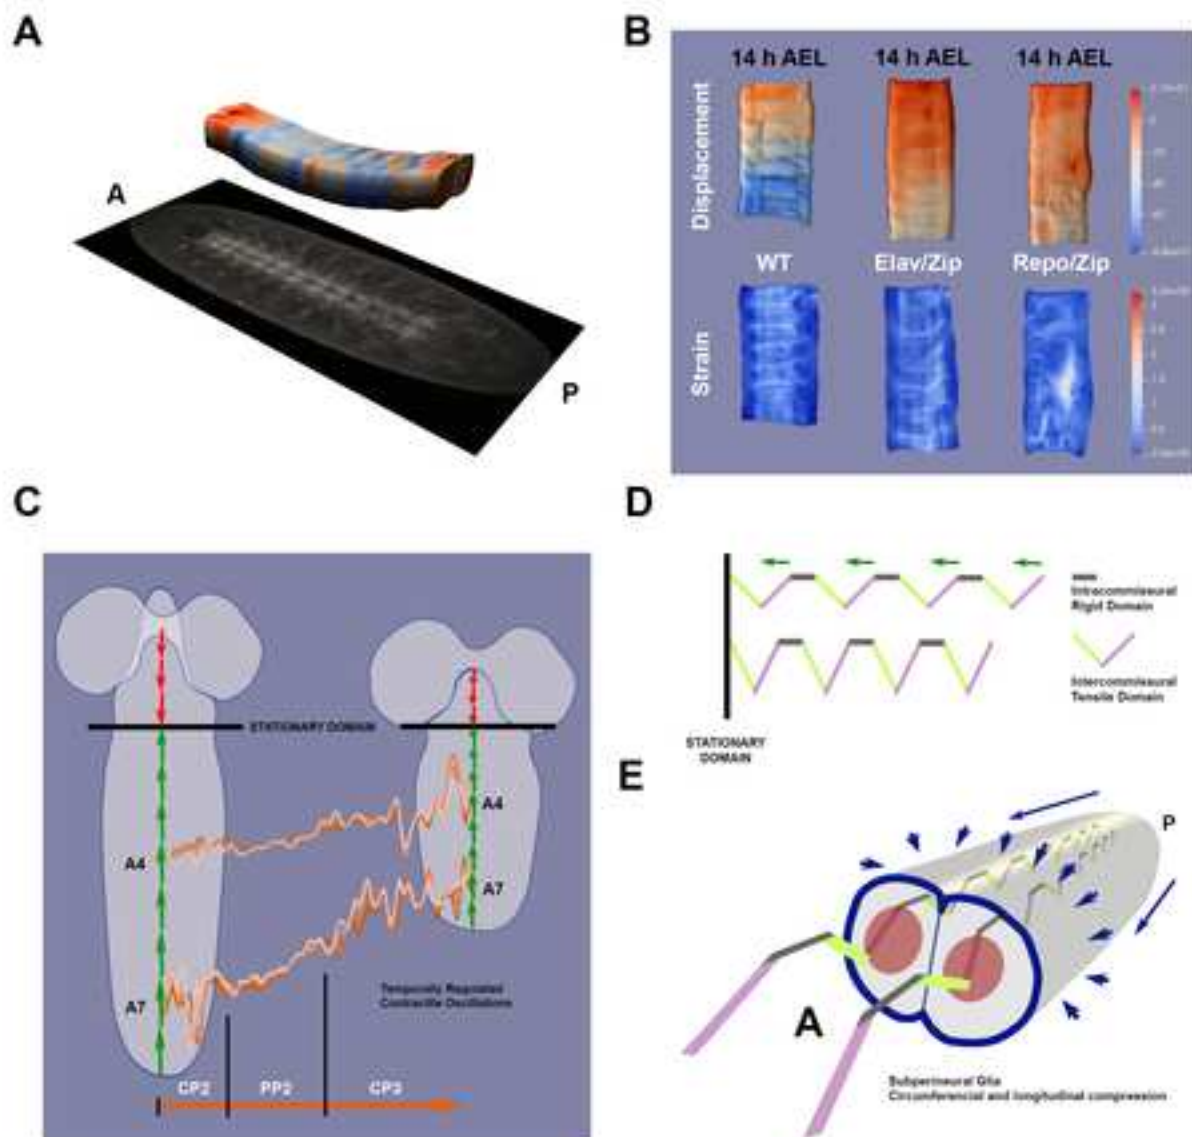 A
B
A
P
14 h AEL 14 h AEL 14 h AEL
Displacement
WT Elav/Zip Repo/Zip
Strain
C
D
STATIONARY DOMAIN
A4
A4
A7
A7
Temporally Regulated
Contractile Oscillations
CP2 PP2 CP3
Intracommissural
Rigid Domain
Intercommissural
Tensile Domain
STATIONARY
DOMAIN
E
P
A
Subperineural Glia
Circumferencial and longitudinal compression